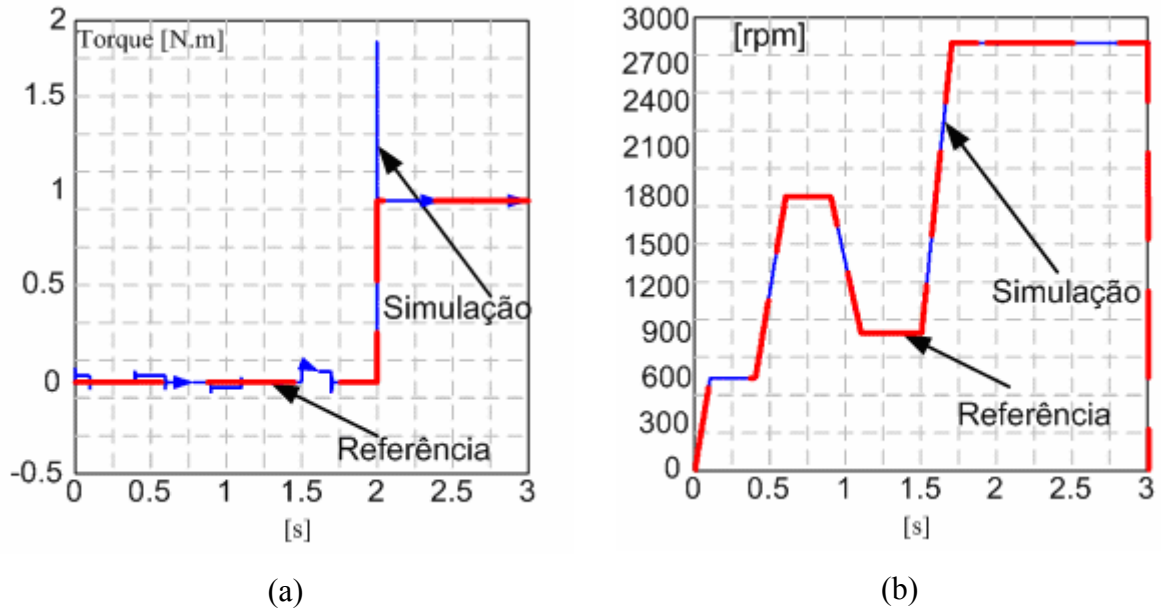 Torque [N.m]
2
1.5
1
0.5
0
-0.5
0 0.5 1 1.5 2 2.5 3
[s]
Simulação
Referência
(a)
[rpm]
3000
2700
2400
2100
1800
1500
1200
900
600
300
0
0 0.5 1 1.5 2 2.5 3
[s]
Simulação
Referência
(b)